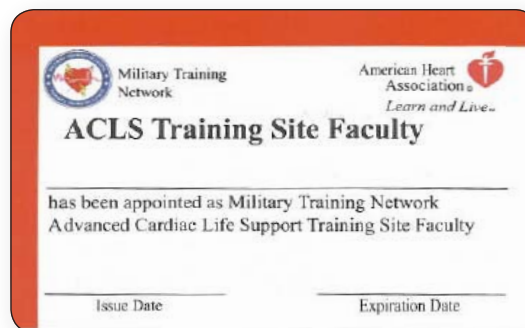 Military Training
Network
American Heart
Association®
Learn and Live℠
ACLS Training Site Faculty
has been appointed as Military Training Network
Advanced Cardiac Life Support Training Site Faculty
Issue Date
Expiration Date